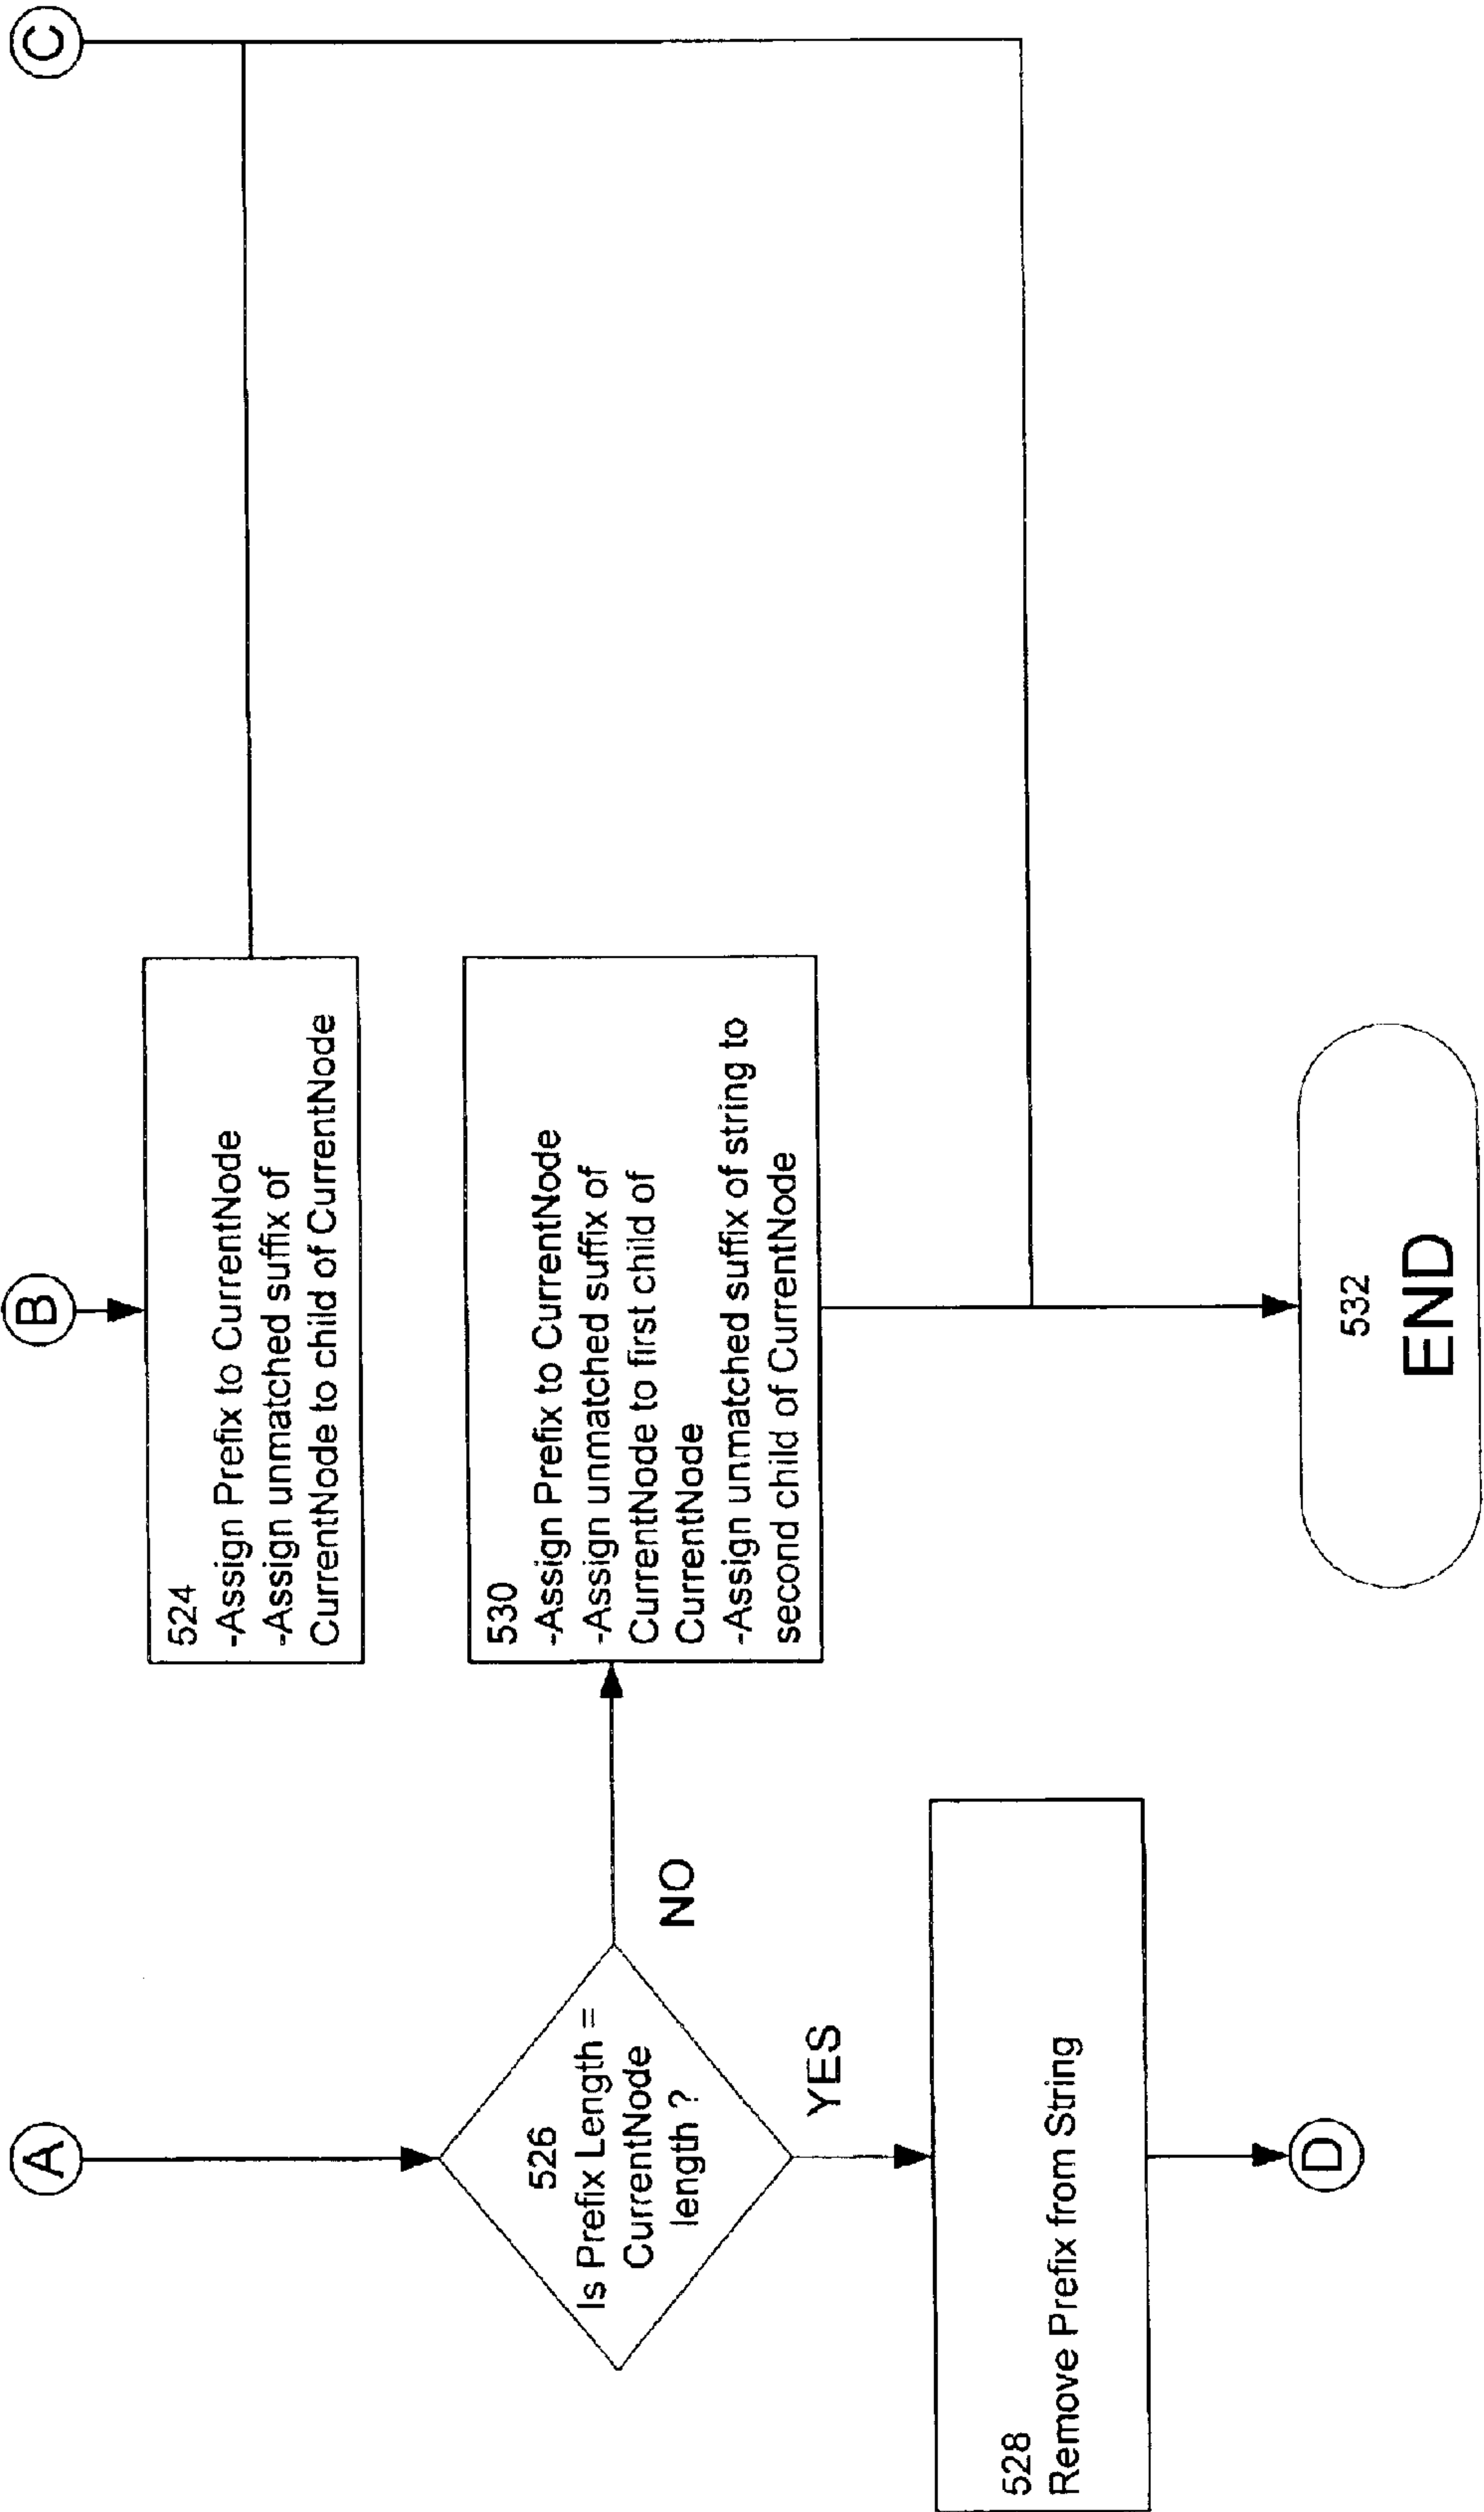 A
B
C
526
Is Prefix Length =
CurrentNode
length ?
NO
YES
524
-Assign Prefix to CurrentNode
-Assign unmatched suffix of
CurrentNode to child of CurrentNode
530
-Assign Prefix to CurrentNode
-Assign unmatched suffix of
CurrentNode to first child of
CurrentNode
-Assign unmatched suffix of string to
second child of CurrentNode
528
Remove Prefix from String
D
532
END